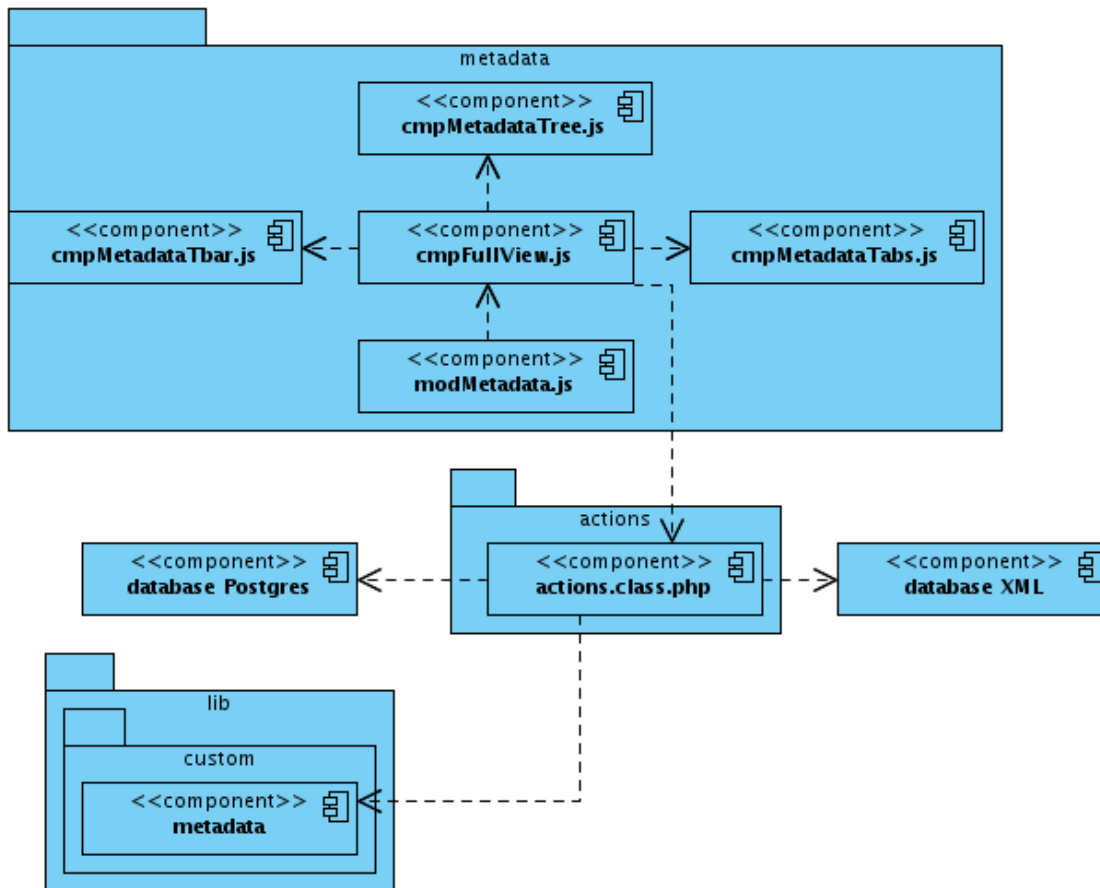 metadata
<<component>>
cmpMetadataTree.js
<<component>>
cmpMetadataTbar.js
<<component>>
cmpFullView.js
<<component>>
cmpMetadataTabs.js
<<component>>
modMetadata.js
actions
<<component>>
database Postgres
<<component>>
actions.class.php
<<component>>
database XML
lib
custom
<<component>>
metadata